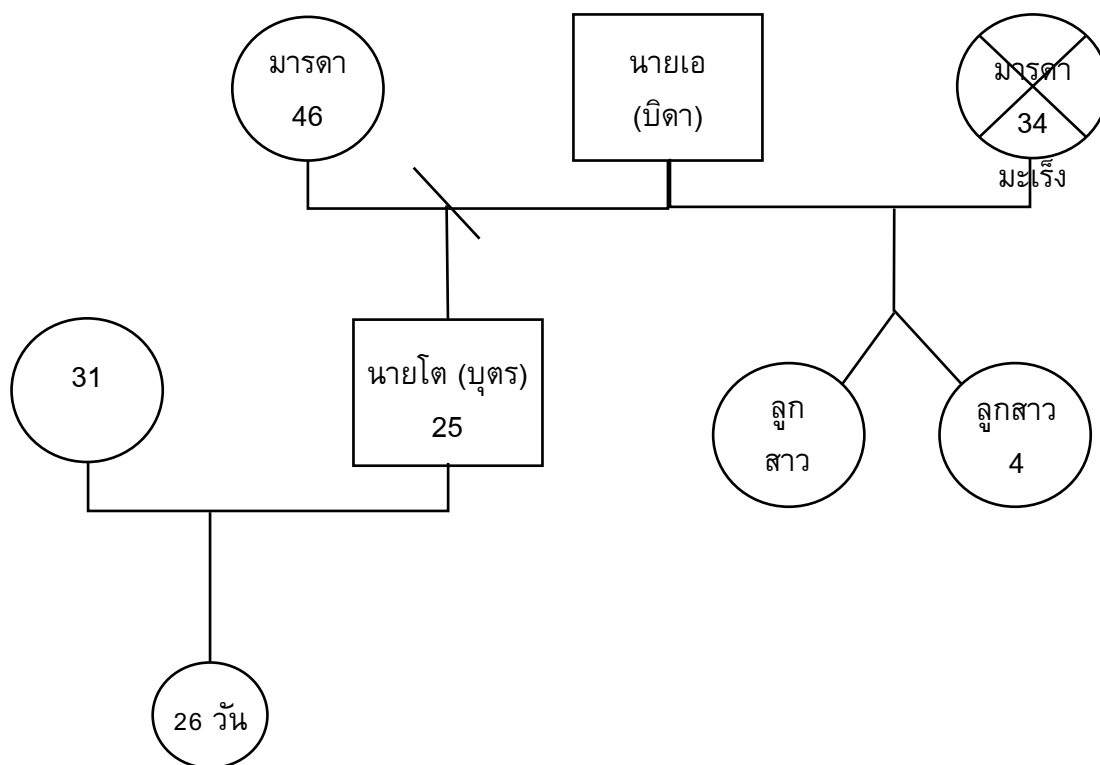 มารดา
46
นายเอ
(บิดา)
มารดา
34
มะเร็ง
31
นายโต (บุตร)
25
ลูก
สาว
ลูกสาว
4
26 วัน